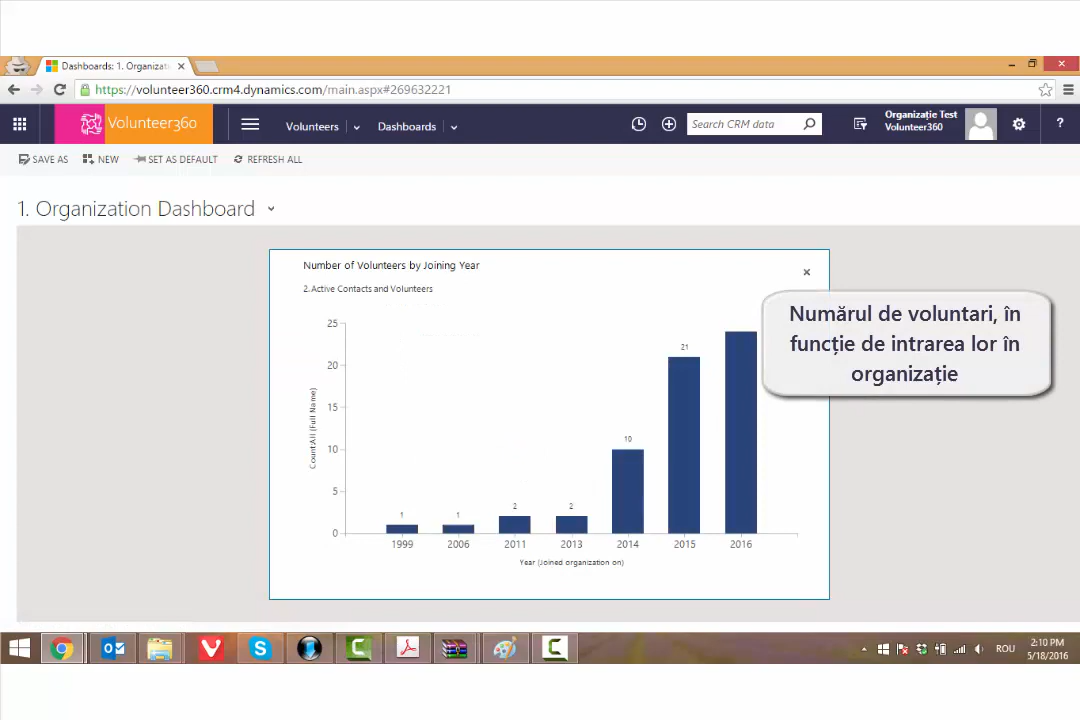 Dashboards: 1. Organizati
https://volunteer360.crm4.dynamics.com/main.aspx#269632221
Volunteer360
Volunteers
Dashboards
Search CRM data
Organizație Test
Volunteer360
?
SAVE AS
NEW
SET AS DEFAULT
REFRESH ALL
1. Organization Dashboard
Number of Volunteers by Joining Year
2. Active Contacts and Volunteers
Numărul de voluntari, în
funcție de intrarea lor în
organizație
25
20
15
10
5
0
Count:All (Full Name)
1
1
2
2
10
21
1999
2006
2011
2013
2014
2015
2016
Year (Joined organization on)
ROU
2:10 PM
5/18/2016